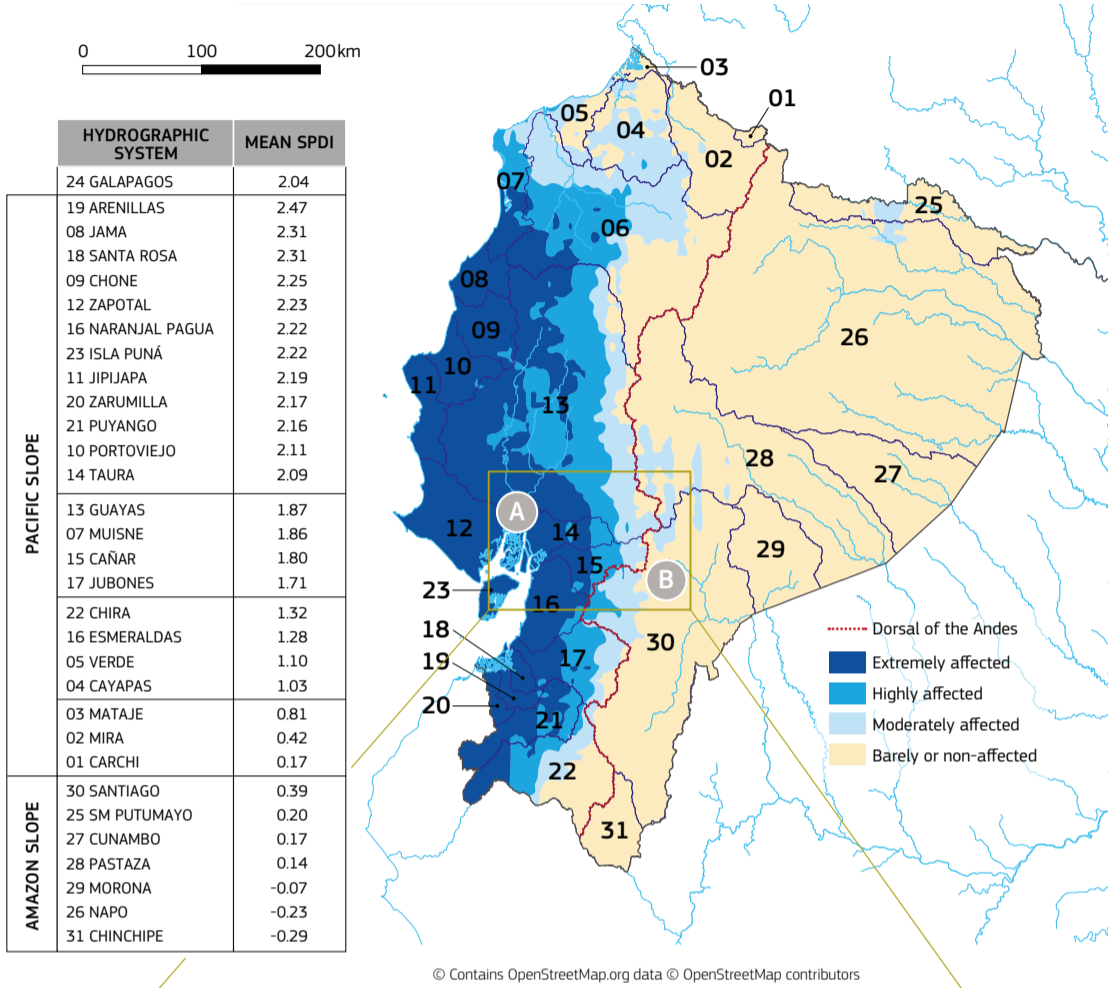 0 100 200km
HYDROGRAPHIC SYSTEM MEAN SPDI
24 GALAPAGOS 2.04
PACIFIC SLOPE
19 ARENILLAS 2.47
08 JAMA 2.31
18 SANTA ROSA 2.31
09 CHONE 2.25
12 ZAPOTAL 2.23
16 NARANJAL PAGUA 2.22
23 ISLA PUNÁ 2.22
11 JIPIJAPA 2.19
20 ZARUMILLA 2.17
21 PUYANGO 2.16
10 PORTOVIEJO 2.11
14 TAURA 2.09
13 GUAYAS 1.87
07 MUISNE 1.86
15 CAÑAR 1.80
17 JUBONES 1.71
22 CHIRA 1.32
16 ESMERALDAS 1.28
05 VERDE 1.10
04 CAYAPAS 1.03
03 MATAJE 0.81
02 MIRA 0.42
01 CARCHI 0.17
AMAZON SLOPE
30 SANTIAGO 0.39
25 SM PUTUMAYO 0.20
27 CUNAMBO 0.17
28 PASTAZA 0.14
29 MORONA -0.07
26 NAPO -0.23
31 CHINCHIPE -0.29
03
01
05
04
02
07
25
06
08
09
26
10
11
13
28
27
A
12
14
29
15
B
23
16
18
30
17
19
20
21
22
31
Dorsal of the Andes
Extremely affected
Highly affected
Moderately affected
Barely or non-affected
© Contains OpenStreetMap.org data © OpenStreetMap contributors